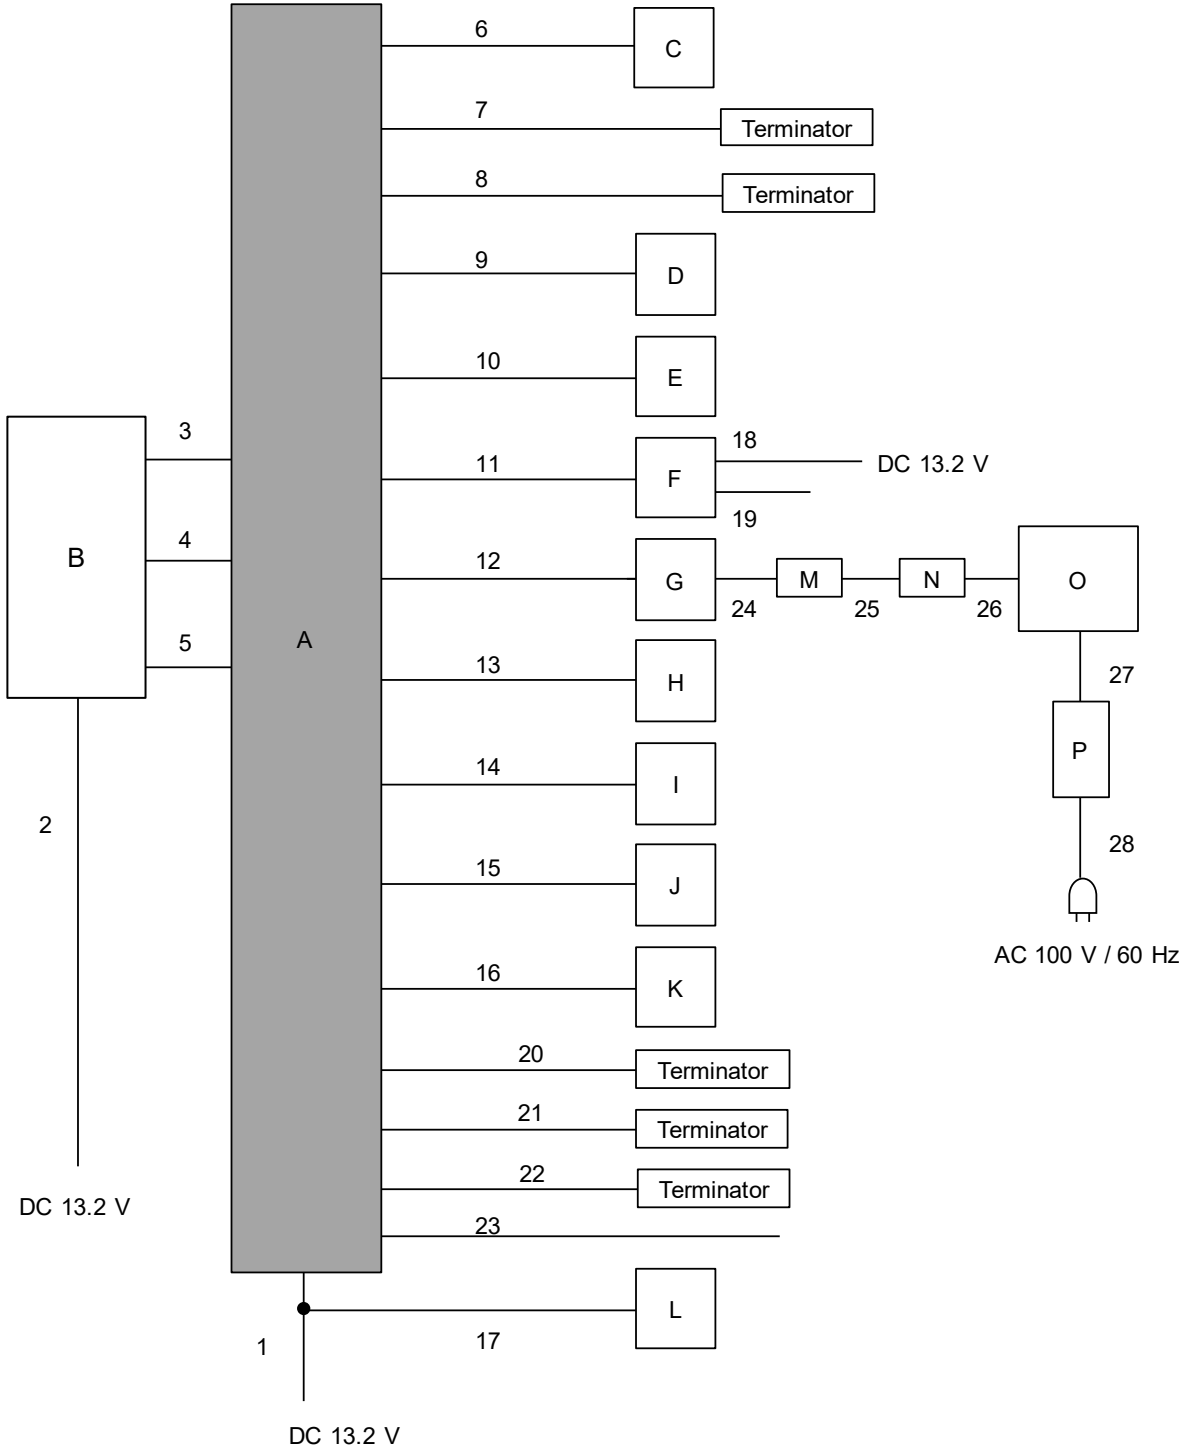 6
C
7
Terminator
8
Terminator
9
D
10
E
3
11
F
18
DC 13.2 V
19
B
4
12
G
24
M
25
N
26
O
5
A
13
H
27
14
I
P
2
15
J
28
16
K
AC 100 V / 60 Hz
20
Terminator
21
Terminator
22
Terminator
DC 13.2 V
23
1
17
L
DC 13.2 V